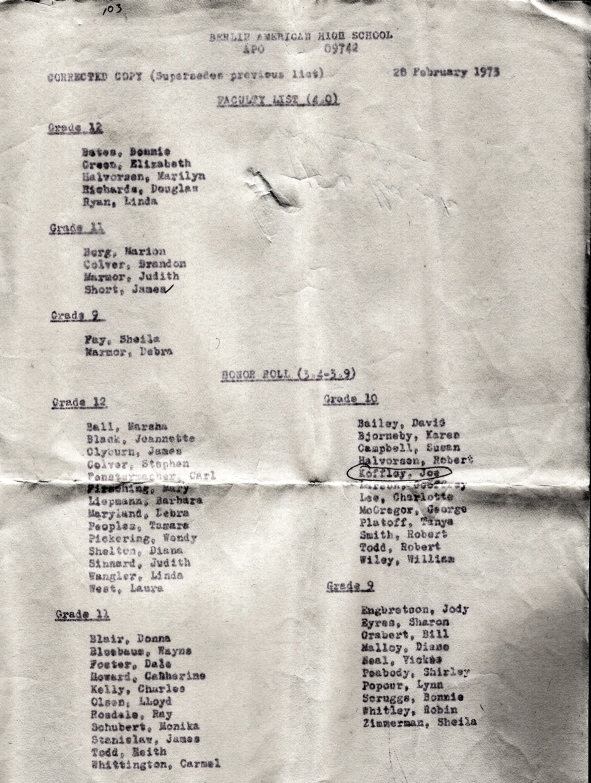 103
BERLIN AMERICAN HIGH SCHOOL
APO 09742
CORRECTED COPY (Supersedes previous list)
28 February 1973
FACULTY LIST (4.0)
Grade 12
Bates, Bonnie
Green, Elizabeth
Halvorsen, Marilyn
Richards, Douglas
Ryan, Linda
Grade 11
Berg, Marion
Colver, Brandon
Marmor, Judith
Short, James
Grade 9
Fay, Sheila
Marmor, Debra
HONOR ROLL (3.4-3.9)
Grade 12
Ball, Marsha
Black, Jeannette
Clyburn, James
Colver, Stephen
Fenstermacher, Carl
Pirsching, Mary
Liepmann, Barbara
Maryland, Debra
Peoples, Tamara
Pickering, Wendy
Shelton, Diana
Sinnard, Judith
Wangler, Linda
West, Laura
Grade 11
Blair, Donna
Bloebaum, Wayne
Foster, Dale
Howard, Catherine
Kelly, Charles
Olsen, LLoyd
Rosdale, Ray
Schubert, Monika
Stanislaw, James
Todd, Keith
Whittington, Carmel
Grade 10
Bailey, David
Bjorneby, Karen
Campbell, Susan
Halvorsen, Robert
Koffley, Joe
Lee, Charlotte
McGregor, George
Platoff, Tanya
Smith, Robert
Todd, Robert
Wiley, William
Grade 9
Engbretson, Jody
Eyres, Sharon
Grabert, Bill
Malloy, Diane
Neal, Vickes
Peabody, Shirley
Popour, Lynn
Scruggs, Bonnie
Whitley, Robin
Zimmerman, Sheila